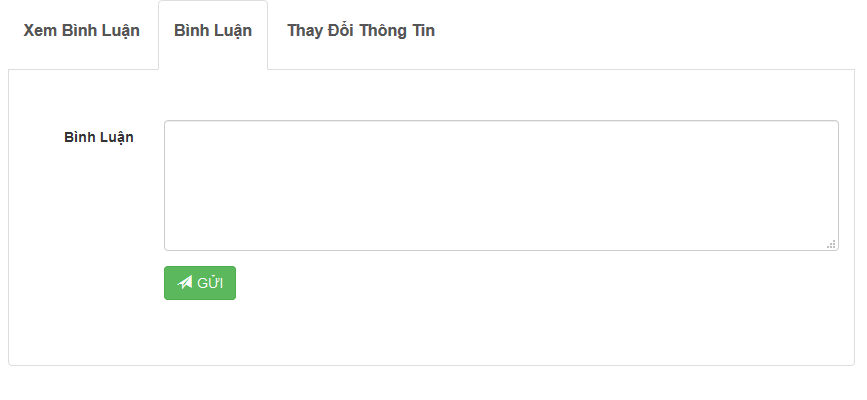 Xem Bình Luận Bình Luận Thay Đổi Thông Tin
Bình Luận
GỬI